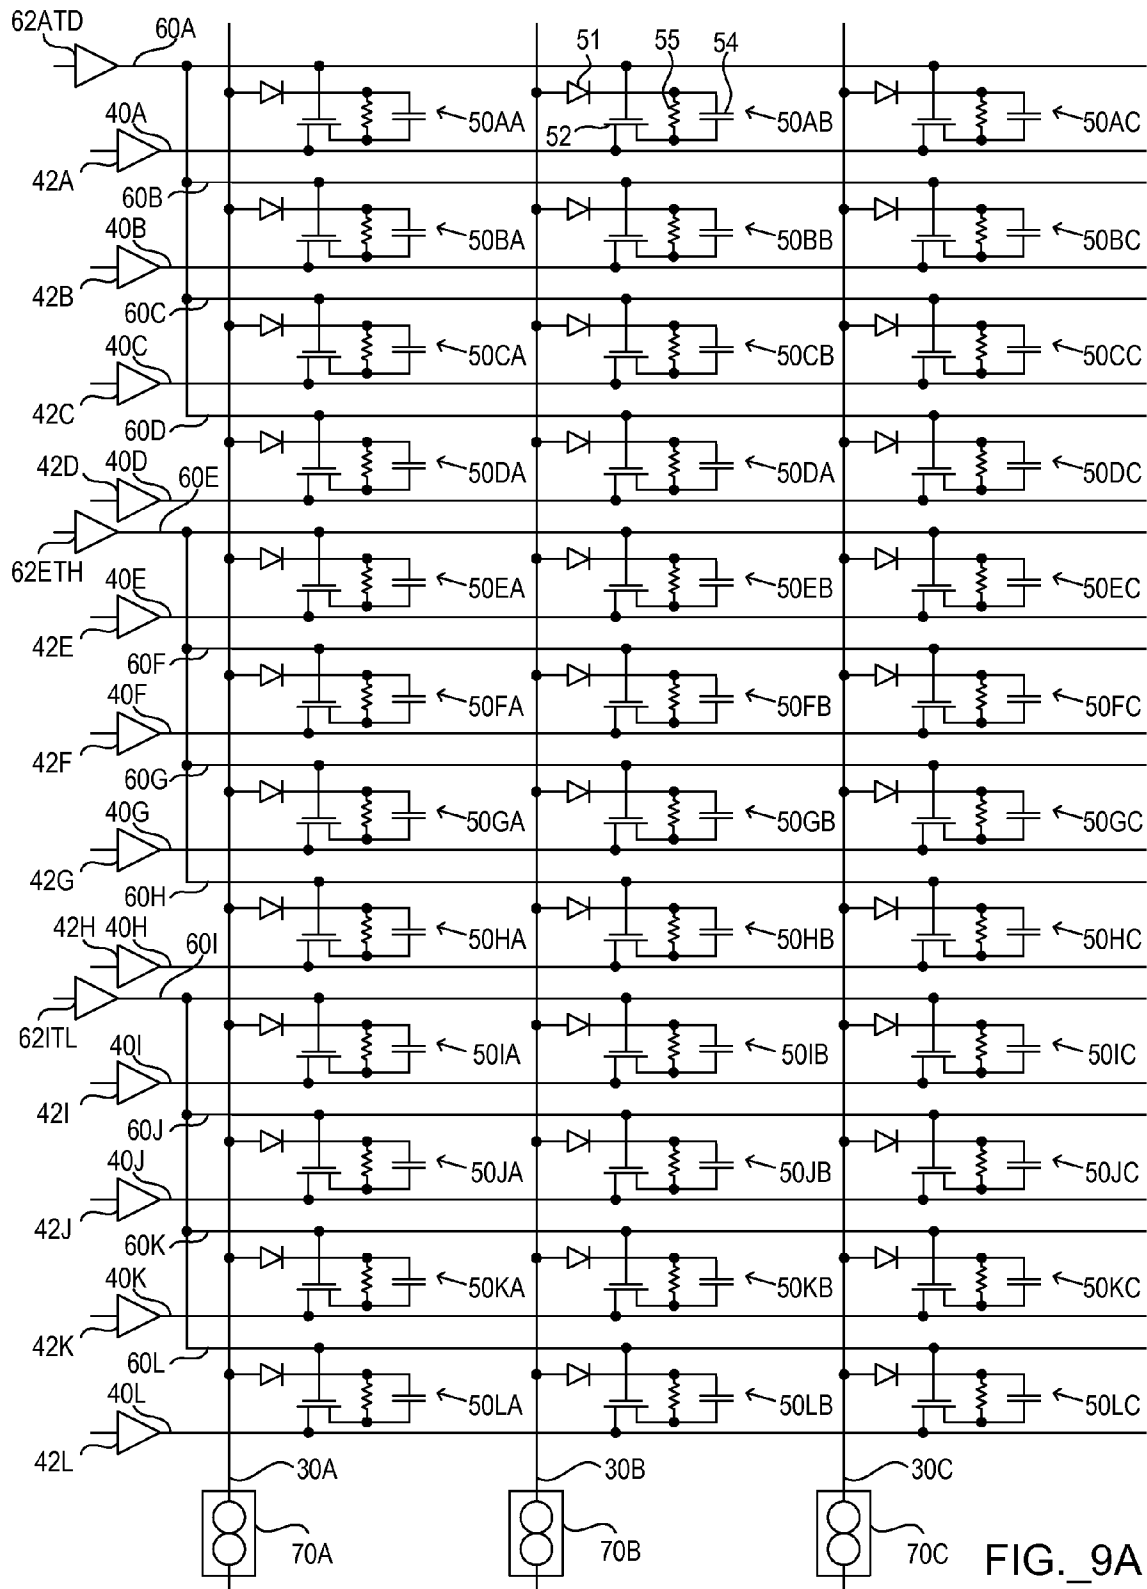 62ATD
60A
51
55
54
40A
50AA
52
50AB
50AC
42A
60B
40B
50BA
50BB
50BC
42B
60C
40C
50CA
50CB
50CC
42C
60D
42D
40D
60E
50DA
50DA
50DC
62ETH
40E
50EA
50EB
50EC
42E
60F
40F
50FA
50FB
50FC
42F
60G
40G
50GA
50GB
50GC
42G
60H
42H
40H
60I
50HA
50HB
50HC
62ITL
40I
50IA
50IB
50IC
42I
60J
40J
50JA
50JB
50JC
42J
60K
40K
50KA
50KB
50KC
42K
60L
40L
50LA
50LB
50LC
42L
30A
30B
30C
70A
70B
70C
FIG._9A